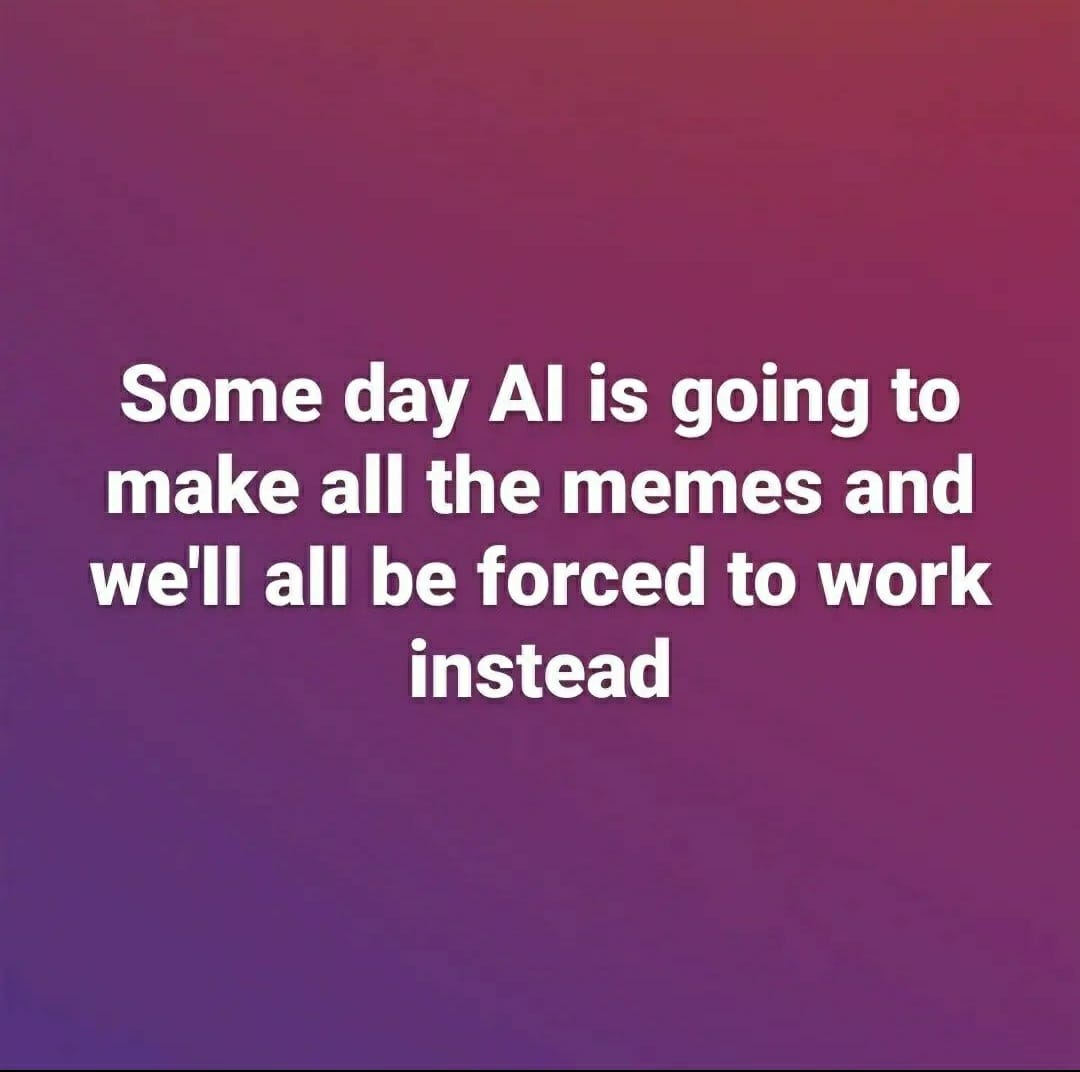 Some day AI is going to
make all the memes and
we'll all be forced to work
instead